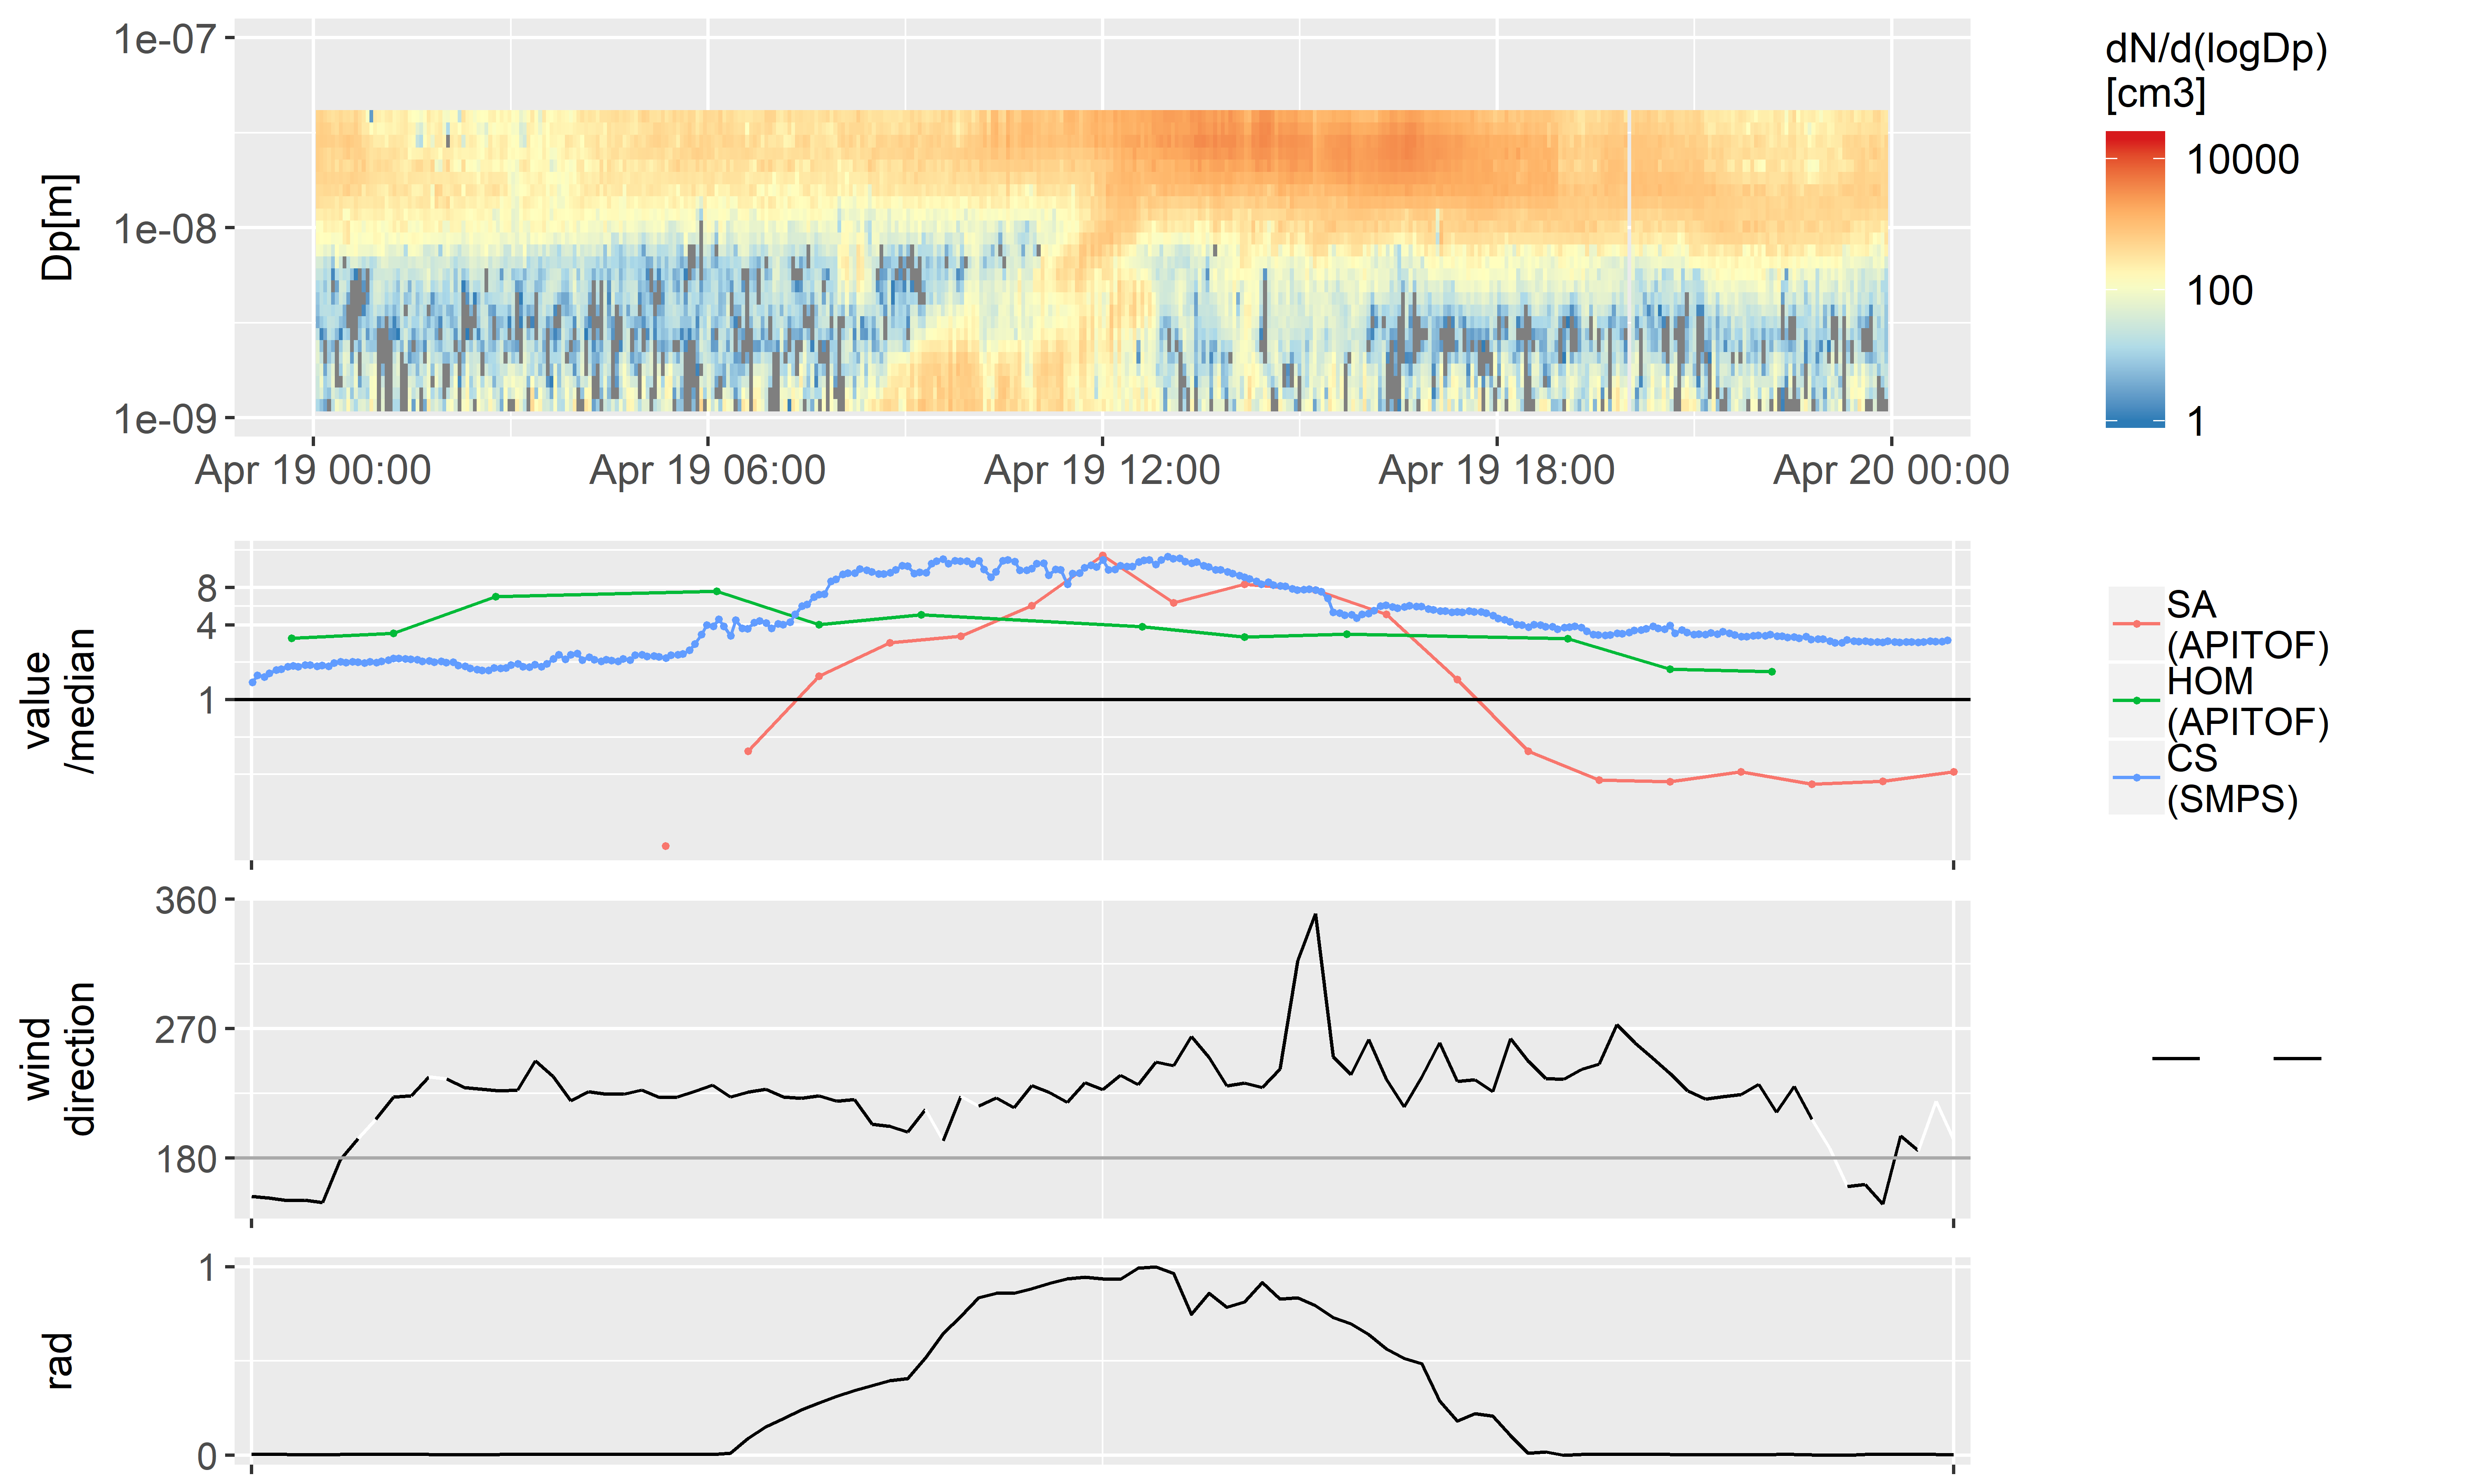 1e-07
1e-08
1e-09
Dp[m]
Apr 19 00:00
Apr 19 06:00
Apr 19 12:00
Apr 19 18:00
Apr 20 00:00
dN/d(logDp)
[cm3]
10000
100
1
8
4
1
value
/median
SA
(APITOF)
HOM
(APITOF)
CS
(SMPS)
360
270
180
wind
direction
1
0
rad